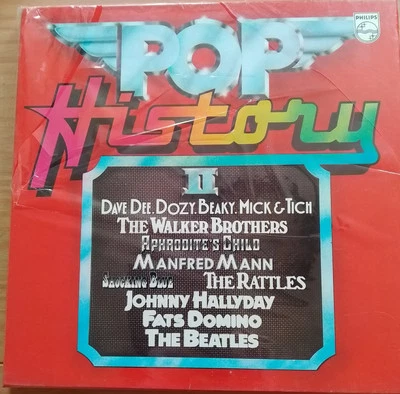 PHILIPS
POP
History
1
DAVE DEE, DOZY, BEAKY, MICK & TICH
THE WALKER BROTHERS
APHRODITE'S CHILD
MANFRED MANN
SHOCKING BLUE THE RATTLES
JOHNNY HALLYDAY
FATS DOMINO
THE BEATLES